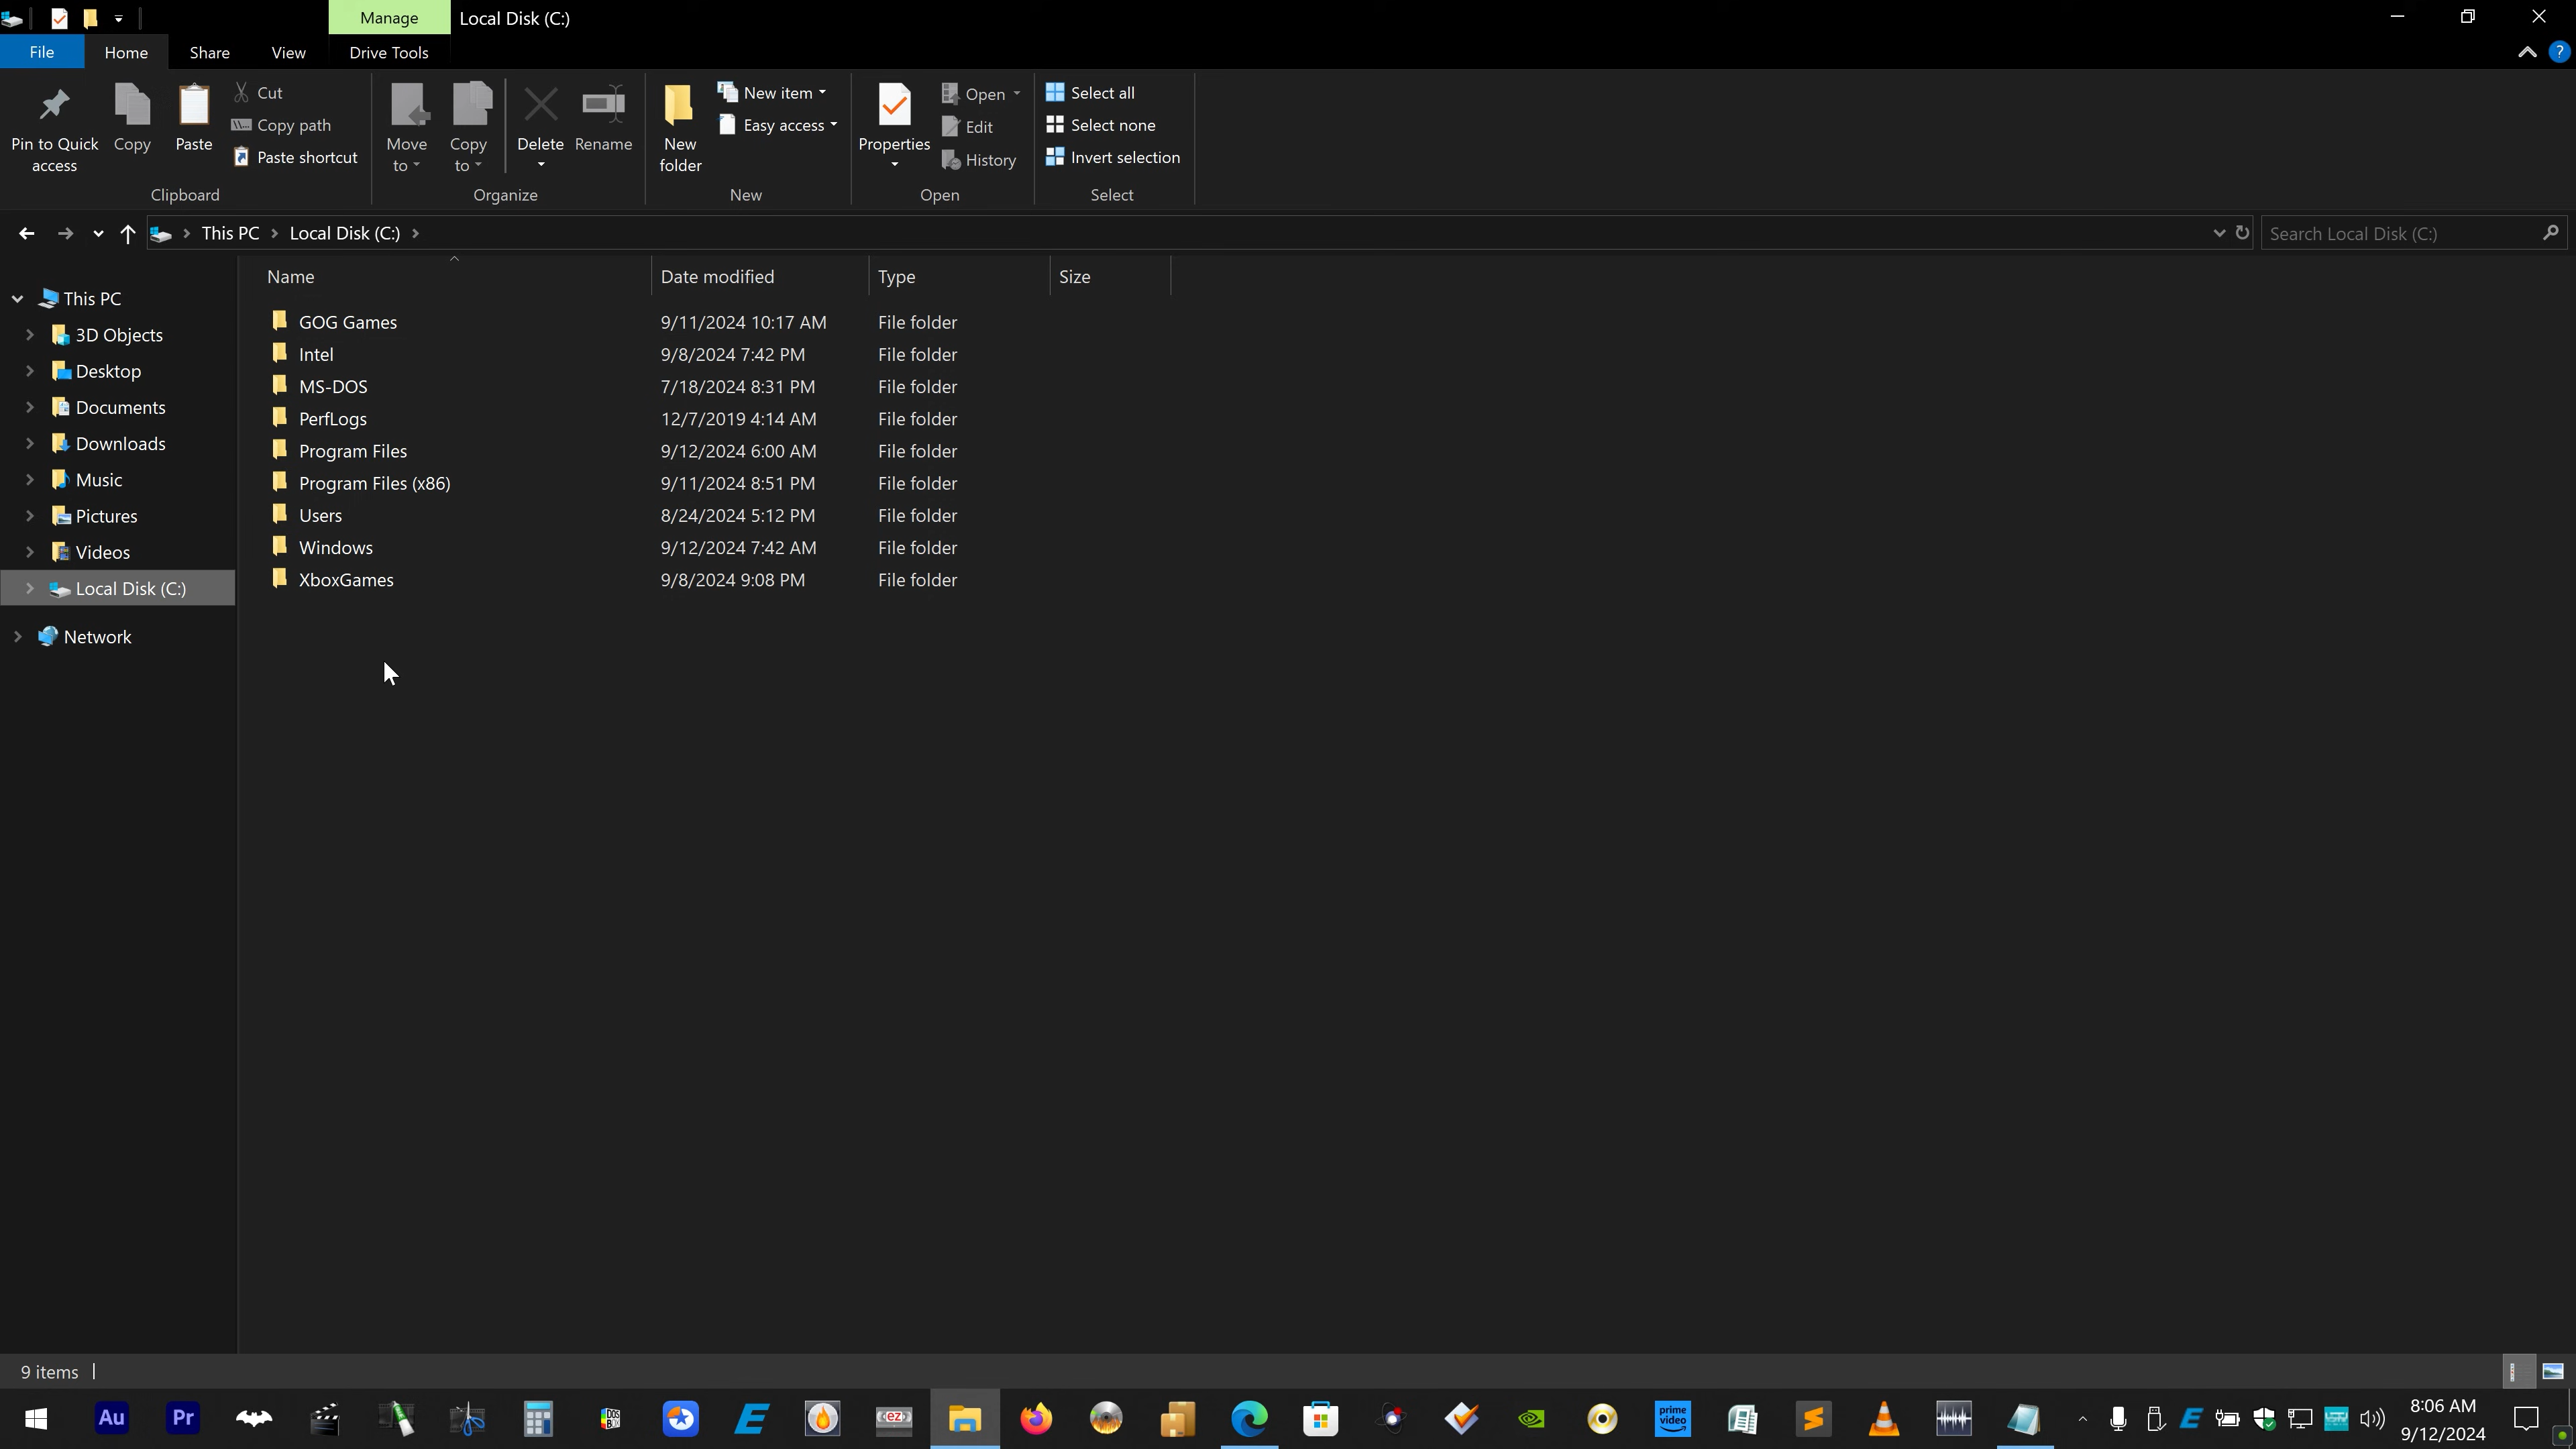 Manage Local Disk (C:)
File Home Share View Drive Tools
Pin to Quick access
Copy
Paste
Cut
Copy path
Paste shortcut
Clipboard
Move to
Copy to
Delete
Rename
Organize
New folder
New item
Easy access
New
Properties
Open
Edit
History
Open
Select all
Select none
Invert selection
Select
This PC Local Disk (C:)
Search Local Disk (C:)
This PC
3D Objects
Desktop
Documents
Downloads
Music
Pictures
Videos
Local Disk (C:)
Network
Name Date modified Type Size
GOG Games 9/11/2024 10:17 AM File folder
Intel 9/8/2024 7:42 PM File folder
MS-DOS 7/18/2024 8:31 PM File folder
PerfLogs 12/7/2019 4:14 AM File folder
Program Files 9/12/2024 6:00 AM File folder
Program Files (x86) 9/11/2024 8:51 PM File folder
Users 8/24/2024 5:12 PM File folder
Windows 9/12/2024 7:42 AM File folder
XboxGames 9/8/2024 9:08 PM File folder
9 items
Au Pr DOS BOX ez prime video
8:06 AM
9/12/2024